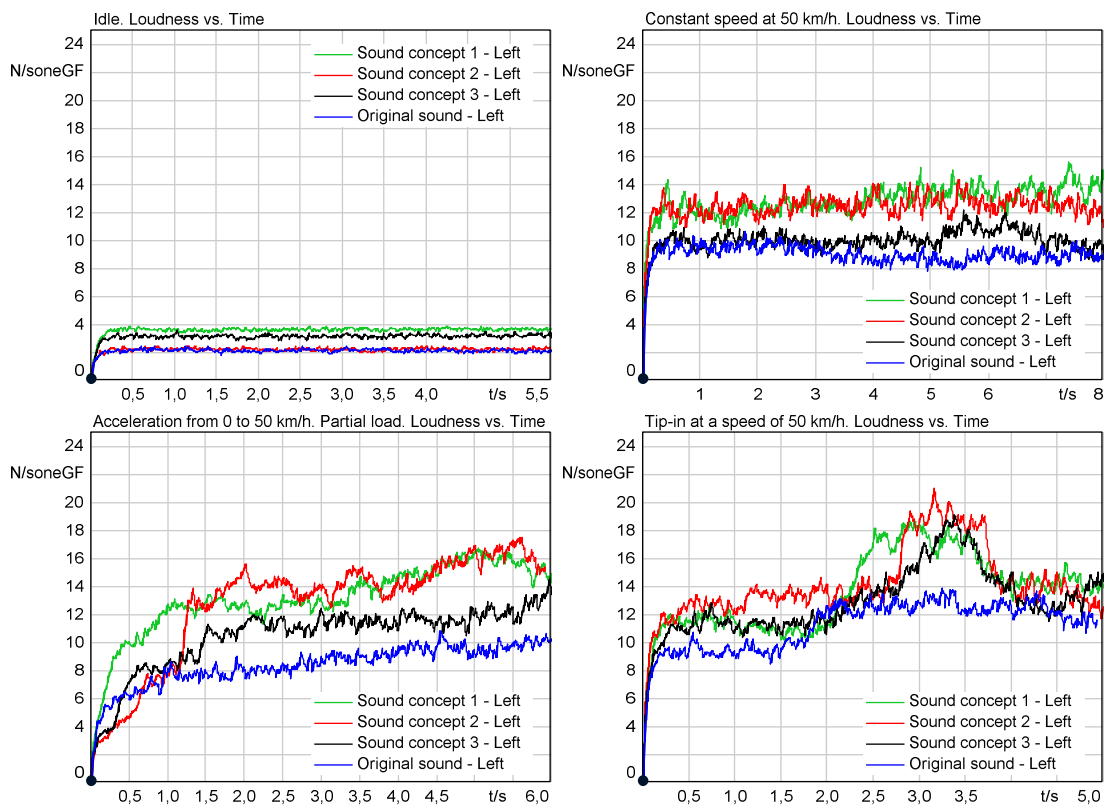 Idle. Loudness vs. Time
24
N/soneGF
20
18
16
14
12
10
8
6
4
0
Sound concept 1 - Left
Sound concept 2 - Left
Sound concept 3 - Left
Original sound - Left
0,5 1,0 1,5 2,0 2,5 3,0 3,5 4,0 t/s 5,5
Constant speed at 50 km/h. Loudness vs. Time
24
N/soneGF
20
18
16
14
12
10
8
6
4
0
Sound concept 1 - Left
Sound concept 2 - Left
Sound concept 3 - Left
Original sound - Left
1 2 3 4 5 6 t/s 8
Acceleration from 0 to 50 km/h. Partial load. Loudness vs. Time
24
N/soneGF
20
18
16
14
12
10
8
6
4
0
Sound concept 1 - Left
Sound concept 2 - Left
Sound concept 3 - Left
Original sound - Left
0,5 1,0 1,5 2,0 2,5 3,0 3,5 4,0 4,5 t/s 6,0
Tip-in at a speed of 50 km/h. Loudness vs. Time
24
N/soneGF
20
18
16
14
12
10
8
6
4
0
Sound concept 1 - Left
Sound concept 2 - Left
Sound concept 3 - Left
Original sound - Left
0,5 1,0 1,5 2,0 2,5 3,0 3,5 t/s 5,0